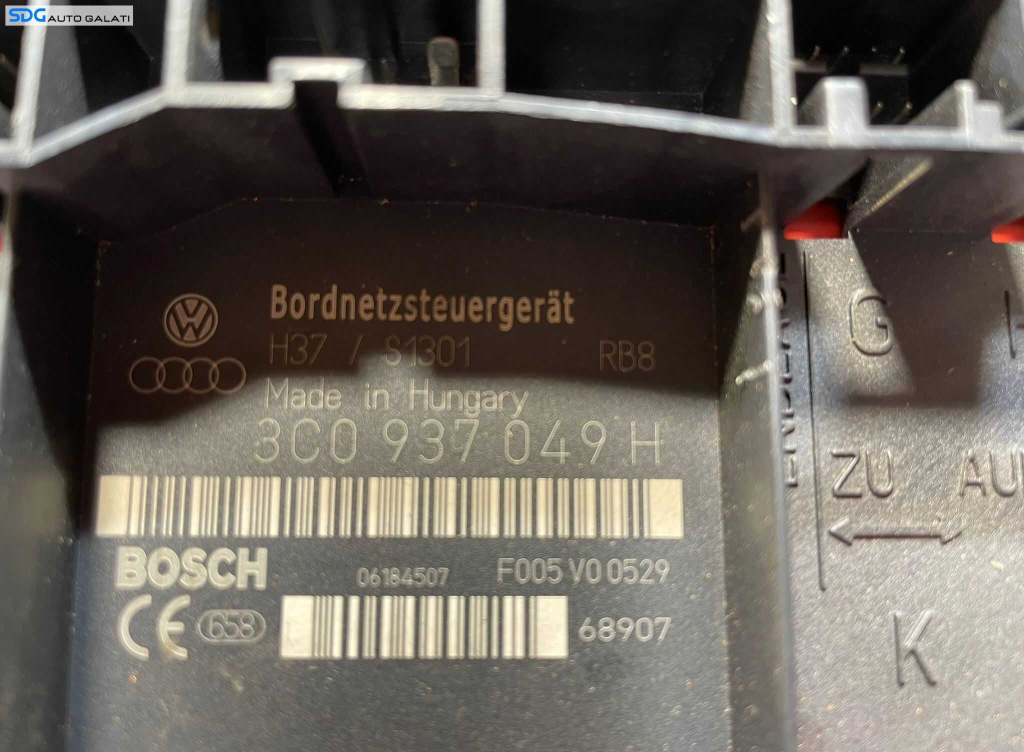 SDG AUTO GALATI
Bordnetzsteuergerät
H37 / S1301 RB8
Made in Hungary
3C0 937 049 H
BOSCH 06184507 F005 V0 0529
CE 658 68907
G H
ZU
K